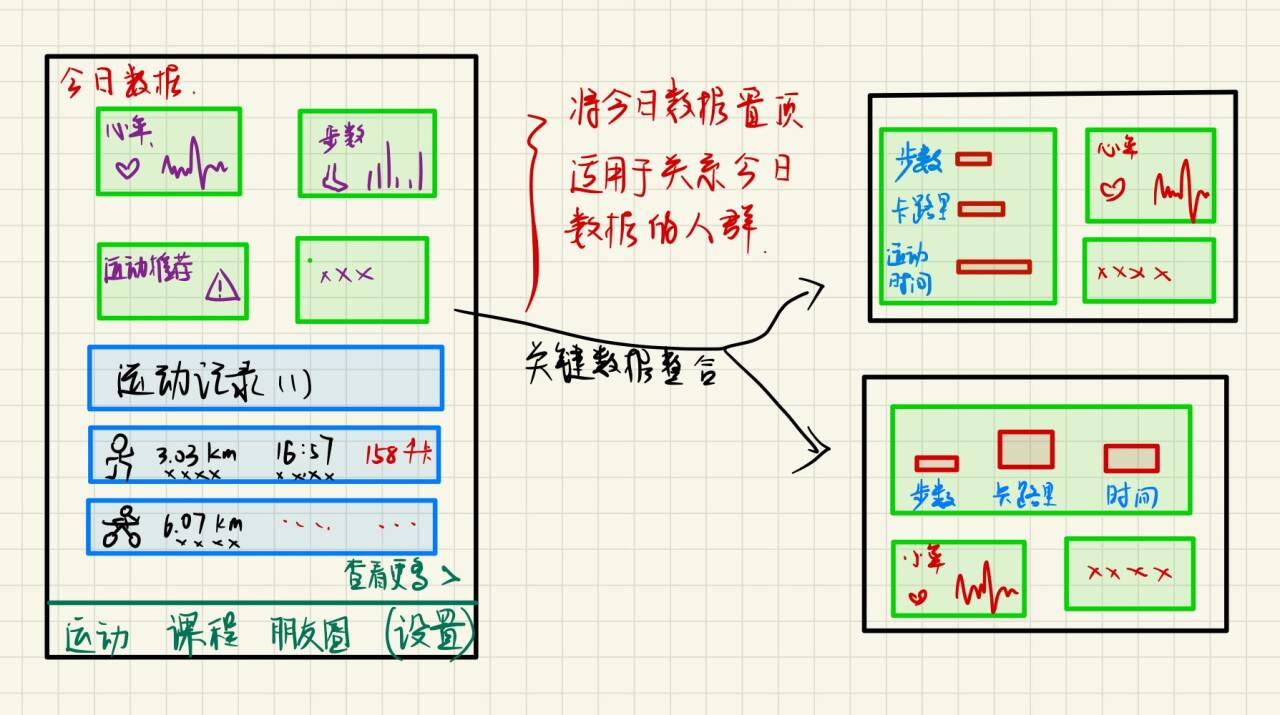 今日数据.
心率
步数
运动推荐
!
xxx
运动记录(1)
3.03 km 16:57 158千卡
xxxx xxxx
6.07 km .... ...
xxxx
查看更多 >
运动 课程 朋友圈 (设置)
将今日数据置顶
适用于关系今日
数据的人群.
关键数据整合
步数
卡路里
运动
时间
心率
xxxx
步数 卡路里 时间
心率
xxxx